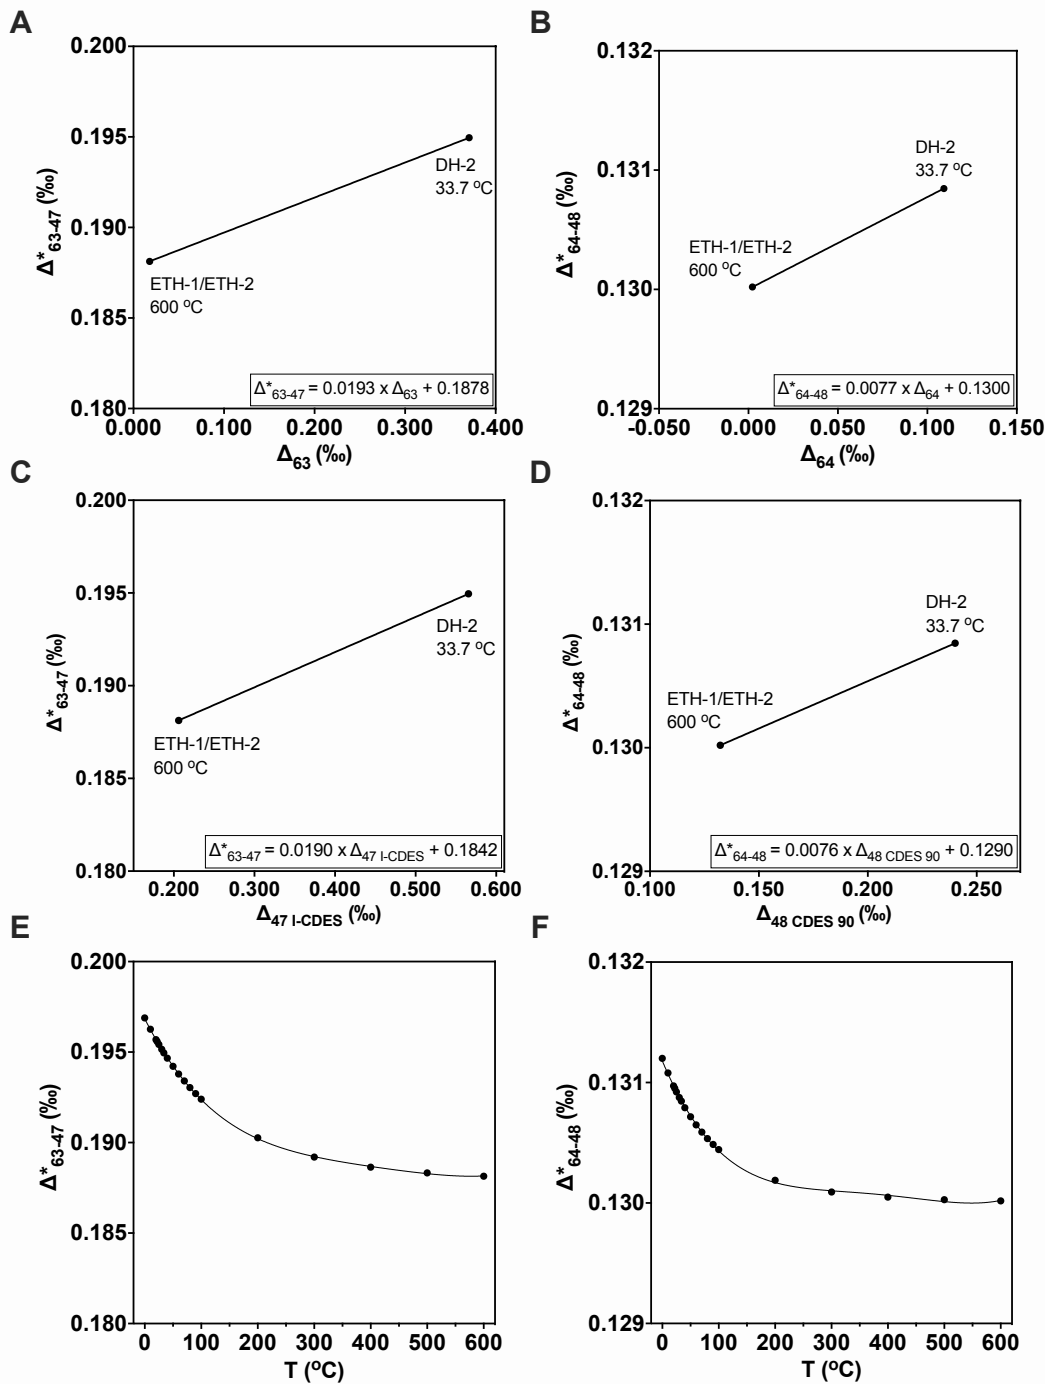 A
0.200
0.195
0.190
0.185
0.180
Δ*63-47 (‰)
DH-2
33.7 ºC
ETH-1/ETH-2
600 ºC
Δ*63-47 = 0.0193 x Δ63 + 0.1878
0.000 0.100 0.200 0.300 0.400
Δ63 (‰)
B
0.132
0.131
0.130
0.129
Δ*64-48 (‰)
DH-2
33.7 ºC
ETH-1/ETH-2
600 ºC
Δ*64-48 = 0.0077 x Δ64 + 0.1300
-0.050 0.000 0.050 0.100 0.150
Δ64 (‰)
C
0.200
0.195
0.190
0.185
0.180
Δ*63-47 (‰)
DH-2
33.7 ºC
ETH-1/ETH-2
600 ºC
Δ*63-47 = 0.0190 x Δ47 I-CDES + 0.1842
0.200 0.300 0.400 0.500 0.600
Δ47 I-CDES (‰)
D
0.132
0.131
0.130
0.129
Δ*64-48 (‰)
DH-2
33.7 ºC
ETH-1/ETH-2
600 ºC
Δ*64-48 = 0.0076 x Δ48 CDES 90 + 0.1290
0.100 0.150 0.200 0.250
Δ48 CDES 90 (‰)
E
0.200
0.195
0.190
0.185
0.180
Δ*63-47 (‰)
0 100 200 300 400 500 600
T (ºC)
F
0.132
0.131
0.130
0.129
Δ*64-48 (‰)
0 100 200 300 400 500 600
T (ºC)